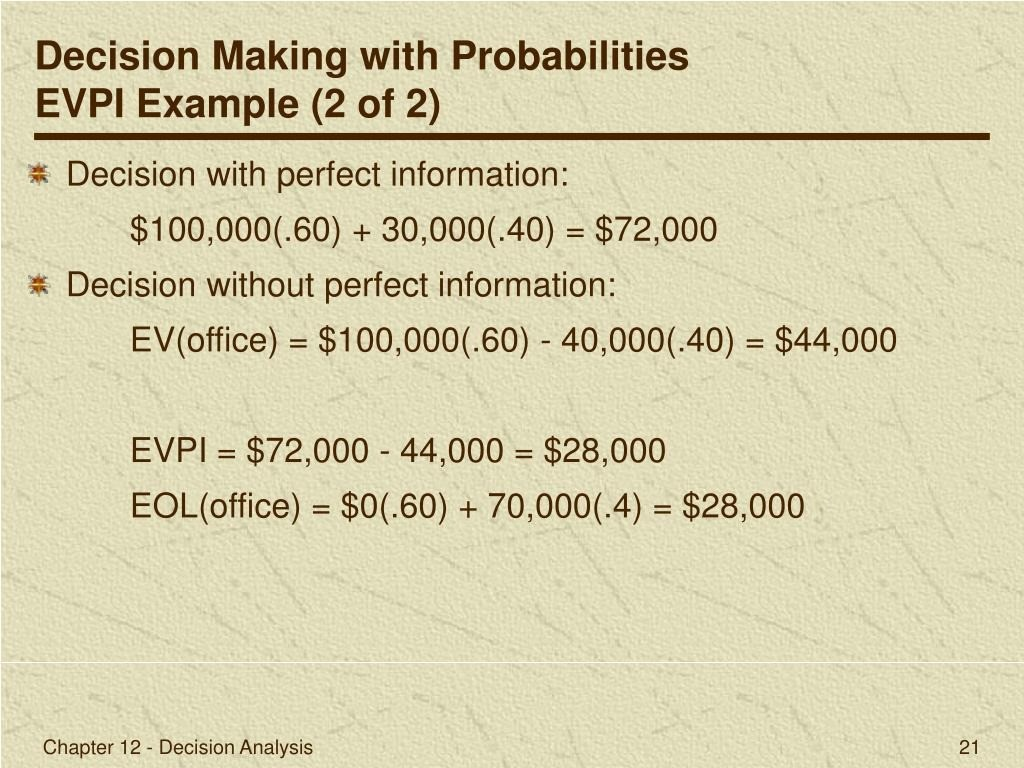 Decision Making with Probabilities
EVPI Example (2 of 2)
Decision with perfect information:
$100,000(.60) + 30,000(.40) = $72,000
Decision without perfect information:
EV(office) = $100,000(.60) - 40,000(.40) = $44,000
EVPI = $72,000 - 44,000 = $28,000
EOL(office) = $0(.60) + 70,000(.4) = $28,000
Chapter 12 - Decision Analysis
21